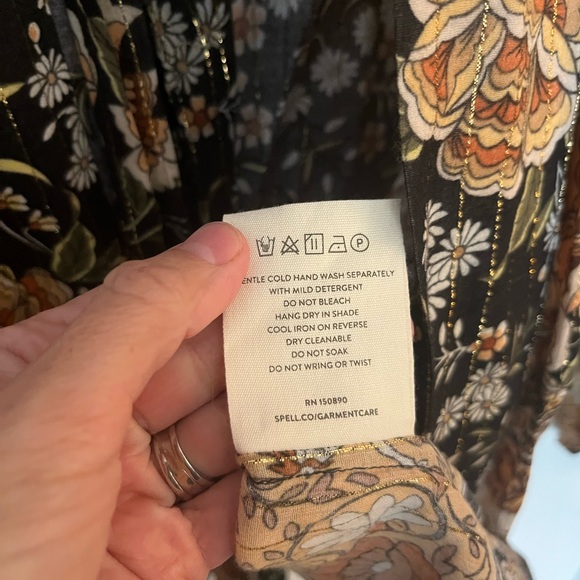 P
ENTLE COLD HAND WASH SEPARATELY
WITH MILD DETERGENT
DO NOT BLEACH
HANG DRY IN SHADE
COOL IRON ON REVERSE
DRY CLEANABLE
DO NOT SOAK
DO NOT WRING OR TWIST
RN 150890
SPELL.CO/GARMENTCARE